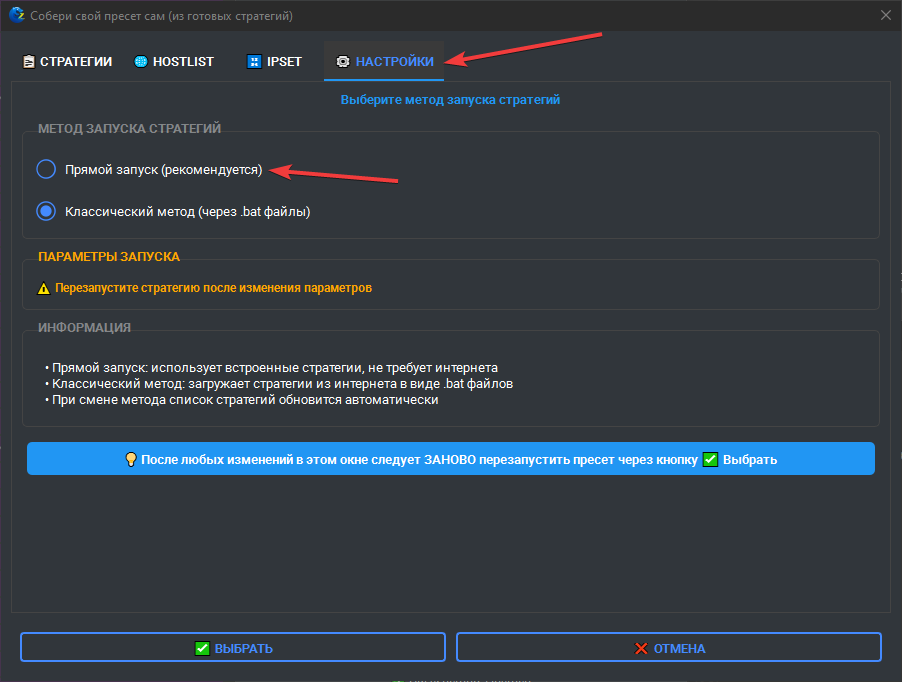 Собери свой пресет сам (из готовых стратегий)
СТРАТЕГИИ HOSTLIST IPSET НАСТРОЙКИ
Выберите метод запуска стратегий
МЕТОД ЗАПУСКА СТРАТЕГИЙ
Прямой запуск (рекомендуется)
Классический метод (через .bat файлы)
ПАРАМЕТРЫ ЗАПУСКА
Перезапустите стратегию после изменения параметров
ИНФОРМАЦИЯ
• Прямой запуск: использует встроенные стратегии, не требует интернета
• Классический метод: загружает стратегии из интернета в виде .bat файлов
• При смене метода список стратегий обновится автоматически
После любых изменений в этом окне следует ЗАНОВО перезапустить пресет через кнопку ✅ Выбрать
ВЫБРАТЬ ОТМЕНА